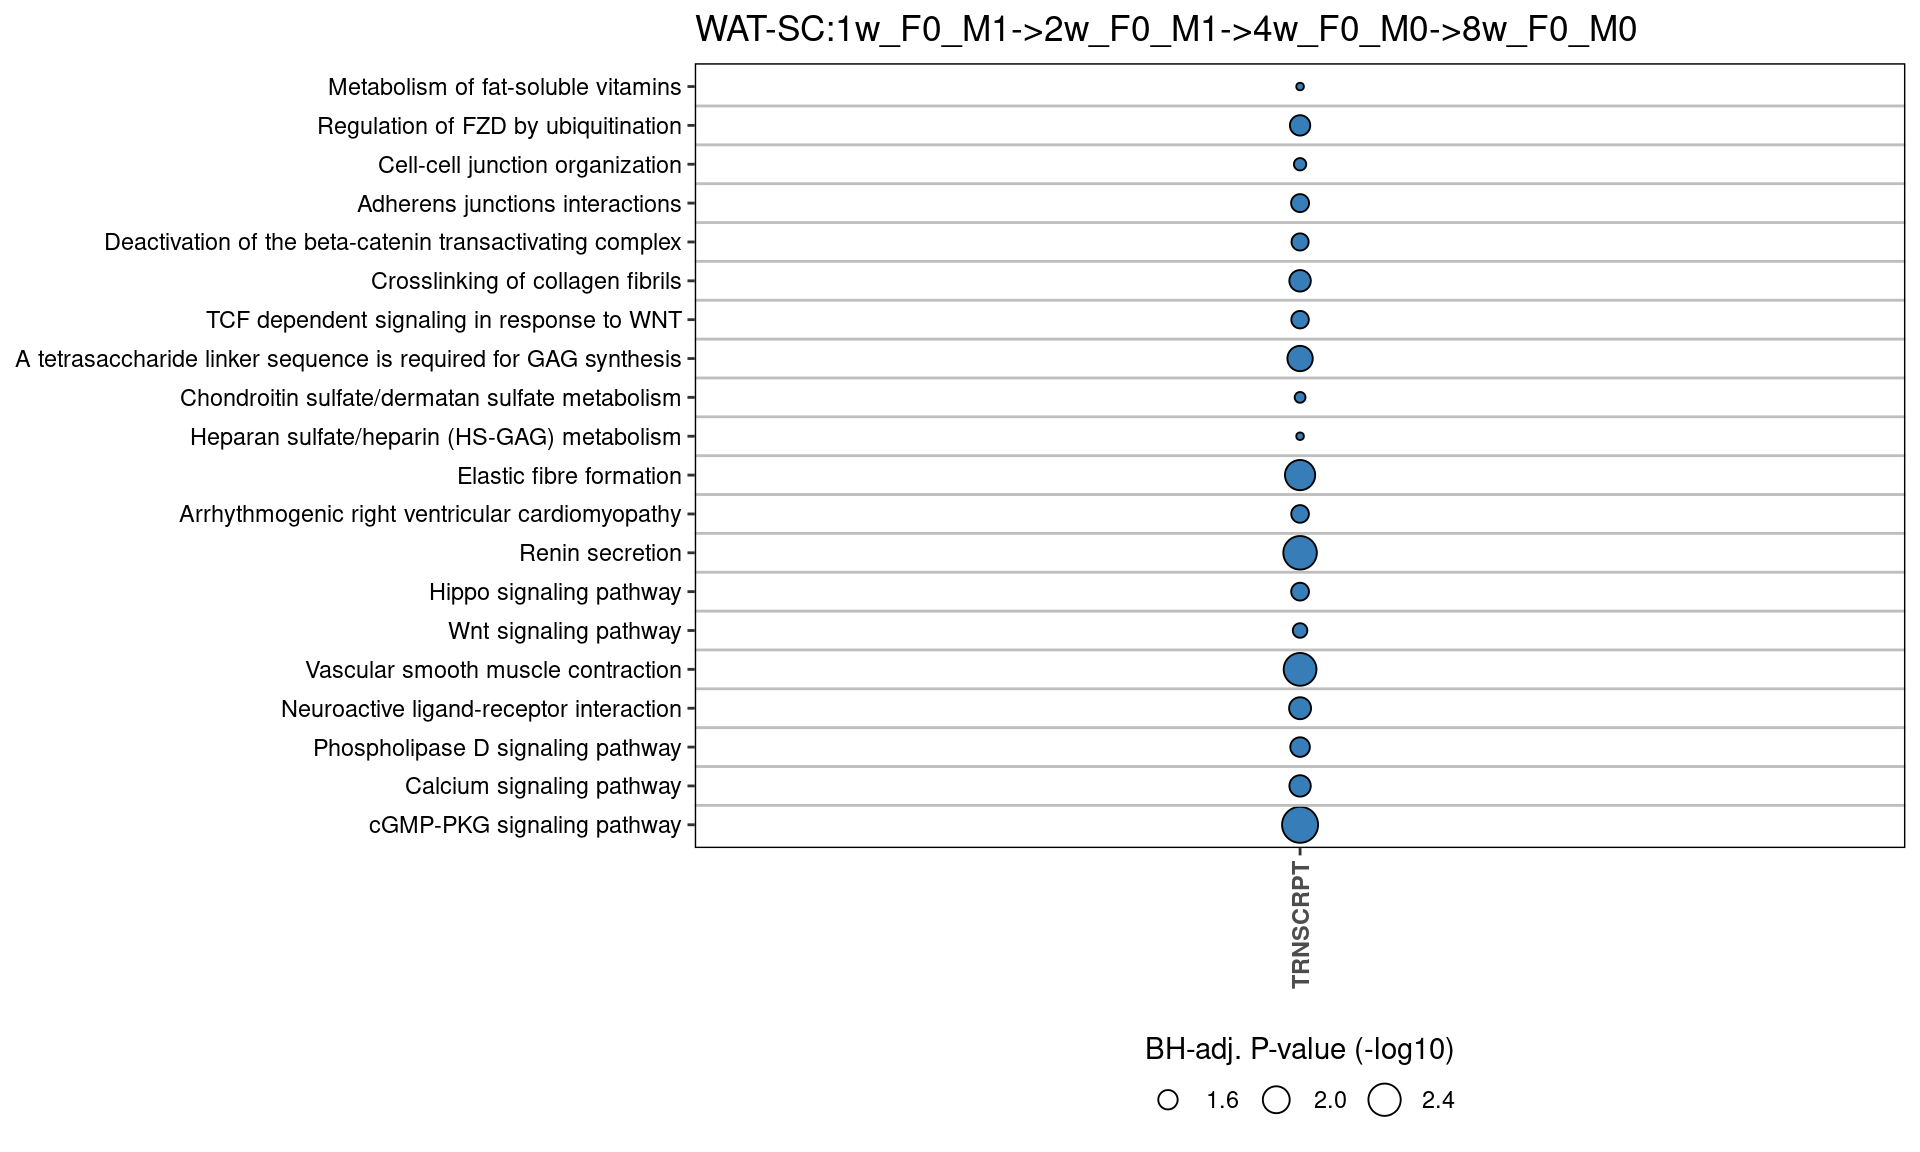 WAT-SC:1w_F0_M1->2w_F0_M1->4w_F0_M0->8w_F0_M0
Metabolism of fat-soluble vitamins
Regulation of FZD by ubiquitination
Cell-cell junction organization
Adherens junctions interactions
Deactivation of the beta-catenin transactivating complex
Crosslinking of collagen fibrils
TCF dependent signaling in response to WNT
A tetrasaccharide linker sequence is required for GAG synthesis
Chondroitin sulfate/dermatan sulfate metabolism
Heparan sulfate/heparin (HS-GAG) metabolism
Elastic fibre formation
Arrhythmogenic right ventricular cardiomyopathy
Renin secretion
Hippo signaling pathway
Wnt signaling pathway
Vascular smooth muscle contraction
Neuroactive ligand-receptor interaction
Phospholipase D signaling pathway
Calcium signaling pathway
cGMP-PKG signaling pathway
TRNSCRPT
BH-adj. P-value (-log10)
1.6 2.0 2.4